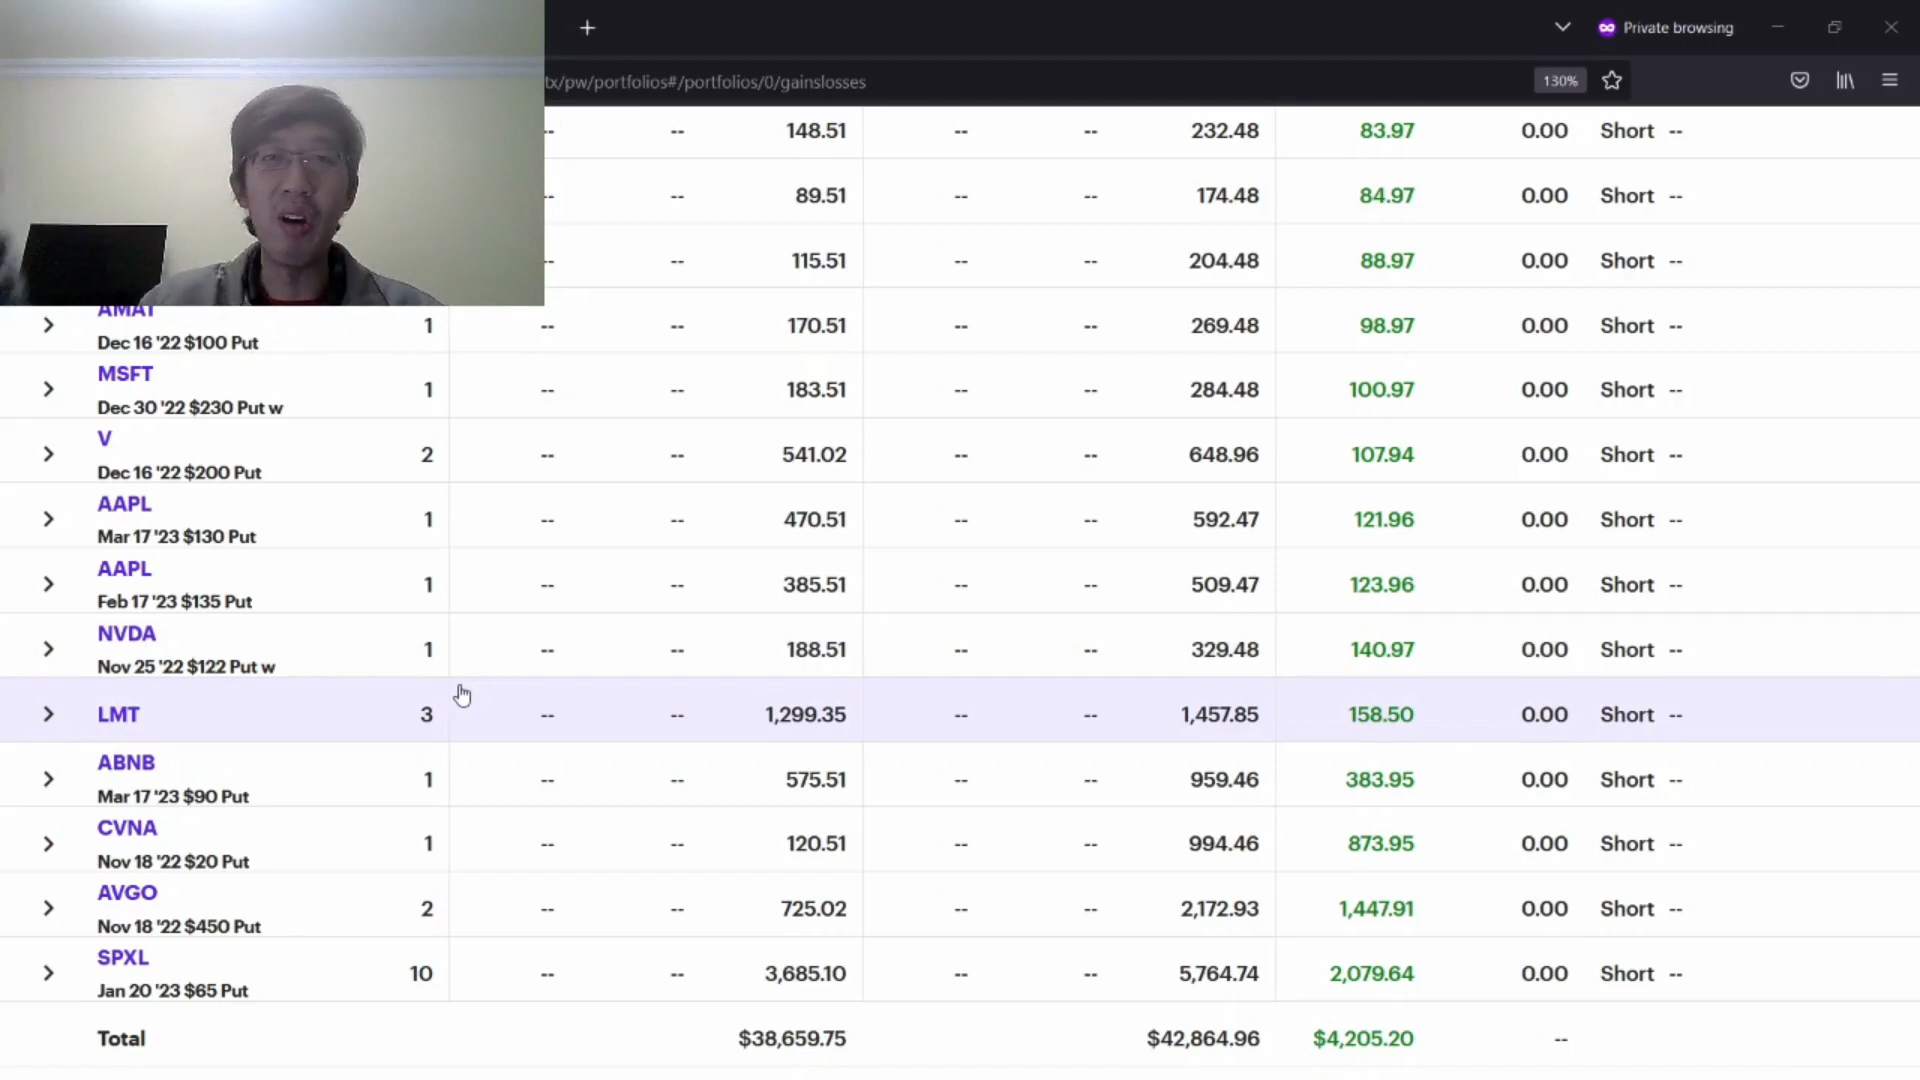 Private browsing
tx/pw/portfolios#/portfolios/0/gainslosses
130%
-- -- 148.51 -- -- 232.48 83.97 0.00 Short --
-- -- 89.51 -- -- 174.48 84.97 0.00 Short --
-- -- 115.51 -- -- 204.48 88.97 0.00 Short --
AMAT
1 -- -- 170.51 -- -- 269.48 98.97 0.00 Short --
Dec 16 '22 $100 Put
MSFT
1 -- -- 183.51 -- -- 284.48 100.97 0.00 Short --
Dec 30 '22 $230 Put w
V
2 -- -- 541.02 -- -- 648.96 107.94 0.00 Short --
Dec 16 '22 $200 Put
AAPL
1 -- -- 470.51 -- -- 592.47 121.96 0.00 Short --
Mar 17 '23 $130 Put
AAPL
1 -- -- 385.51 -- -- 509.47 123.96 0.00 Short --
Feb 17 '23 $135 Put
NVDA
1 -- -- 188.51 -- -- 329.48 140.97 0.00 Short --
Nov 25 '22 $122 Put w
LMT 3 -- -- 1,299.35 -- -- 1,457.85 158.50 0.00 Short --
ABNB
1 -- -- 575.51 -- -- 959.46 383.95 0.00 Short --
Mar 17 '23 $90 Put
CVNA
1 -- -- 120.51 -- -- 994.46 873.95 0.00 Short --
Nov 18 '22 $20 Put
AVGO
2 -- -- 725.02 -- -- 2,172.93 1,447.91 0.00 Short --
Nov 18 '22 $450 Put
SPXL
10 -- -- 3,685.10 -- -- 5,764.74 2,079.64 0.00 Short --
Jan 20 '23 $65 Put
Total $38,659.75 $42,864.96 $4,205.20 --